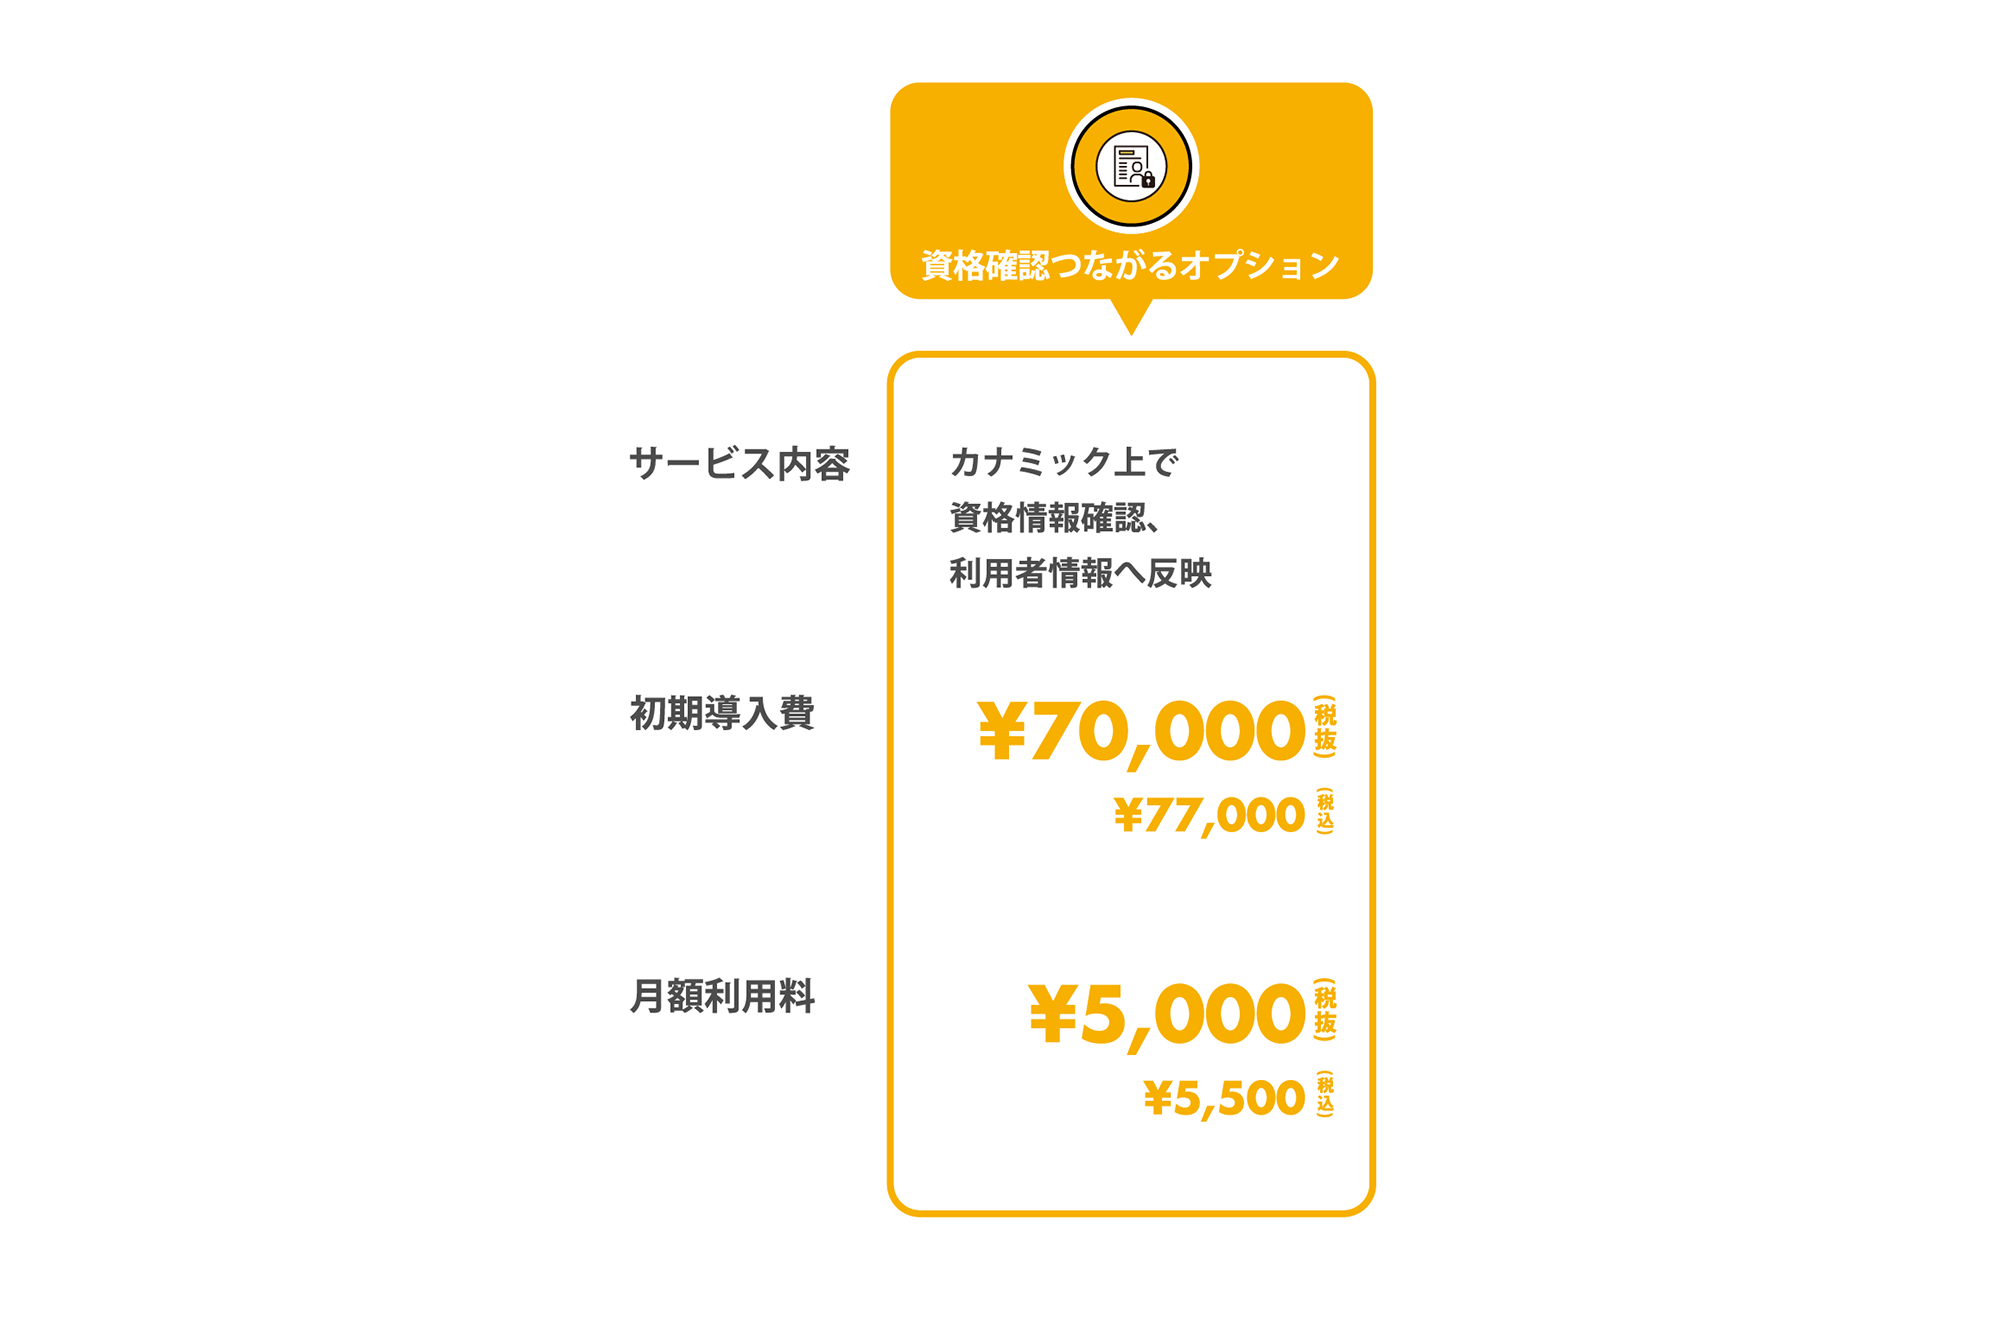 資格確認つながるオプション
サービス内容
カナミック上で
資格情報確認、
利用者情報へ反映
初期導入費
¥70,000(税抜)
¥77,000(税込)
月額利用料
¥5,000(税抜)
¥5,500(税込)